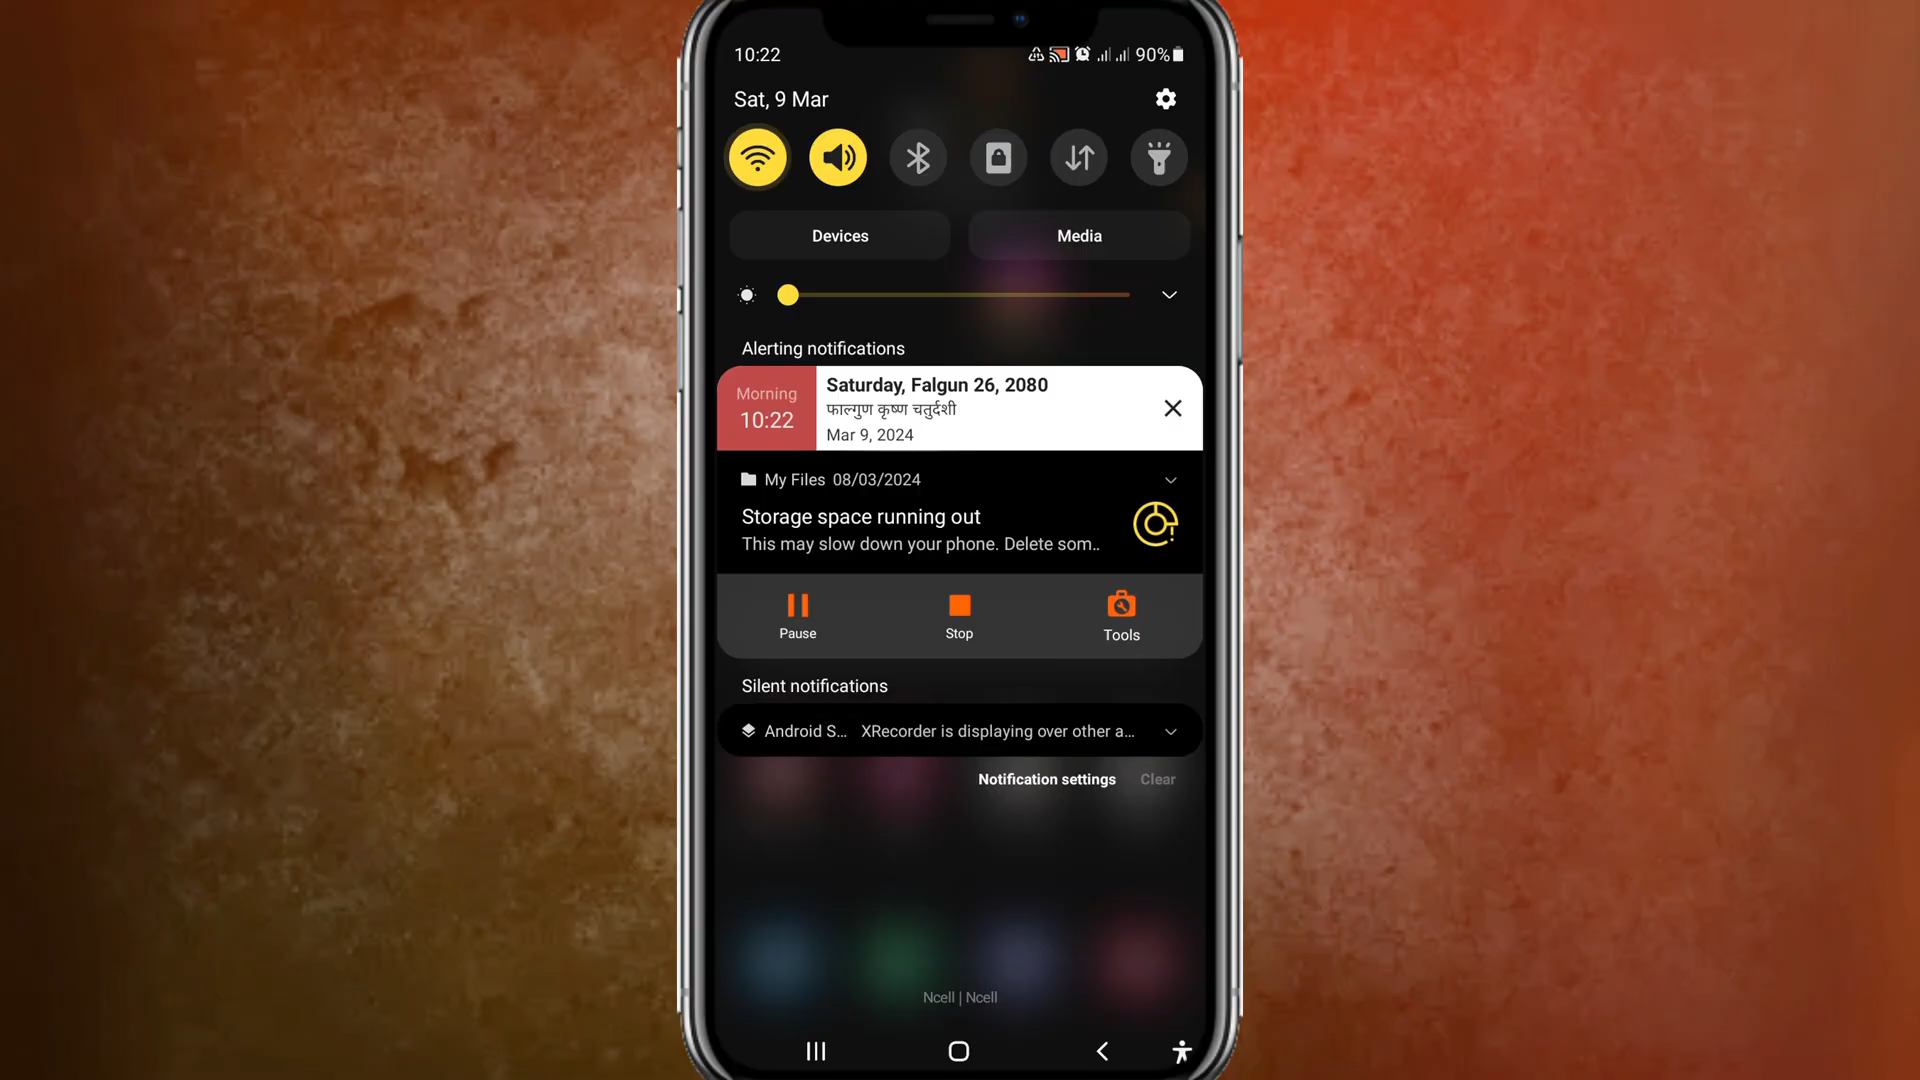 10:22
90%
Sat, 9 Mar
Devices
Media
Alerting notifications
Morning
10:22
Saturday, Falgun 26, 2080
फाल्गुण कृष्ण चतुर्दशी
Mar 9, 2024
My Files 08/03/2024
Storage space running out
This may slow down your phone. Delete som..
Pause
Stop
Tools
Silent notifications
Android S... XRecorder is displaying over other a...
Notification settings
Clear
Ncell | Ncell